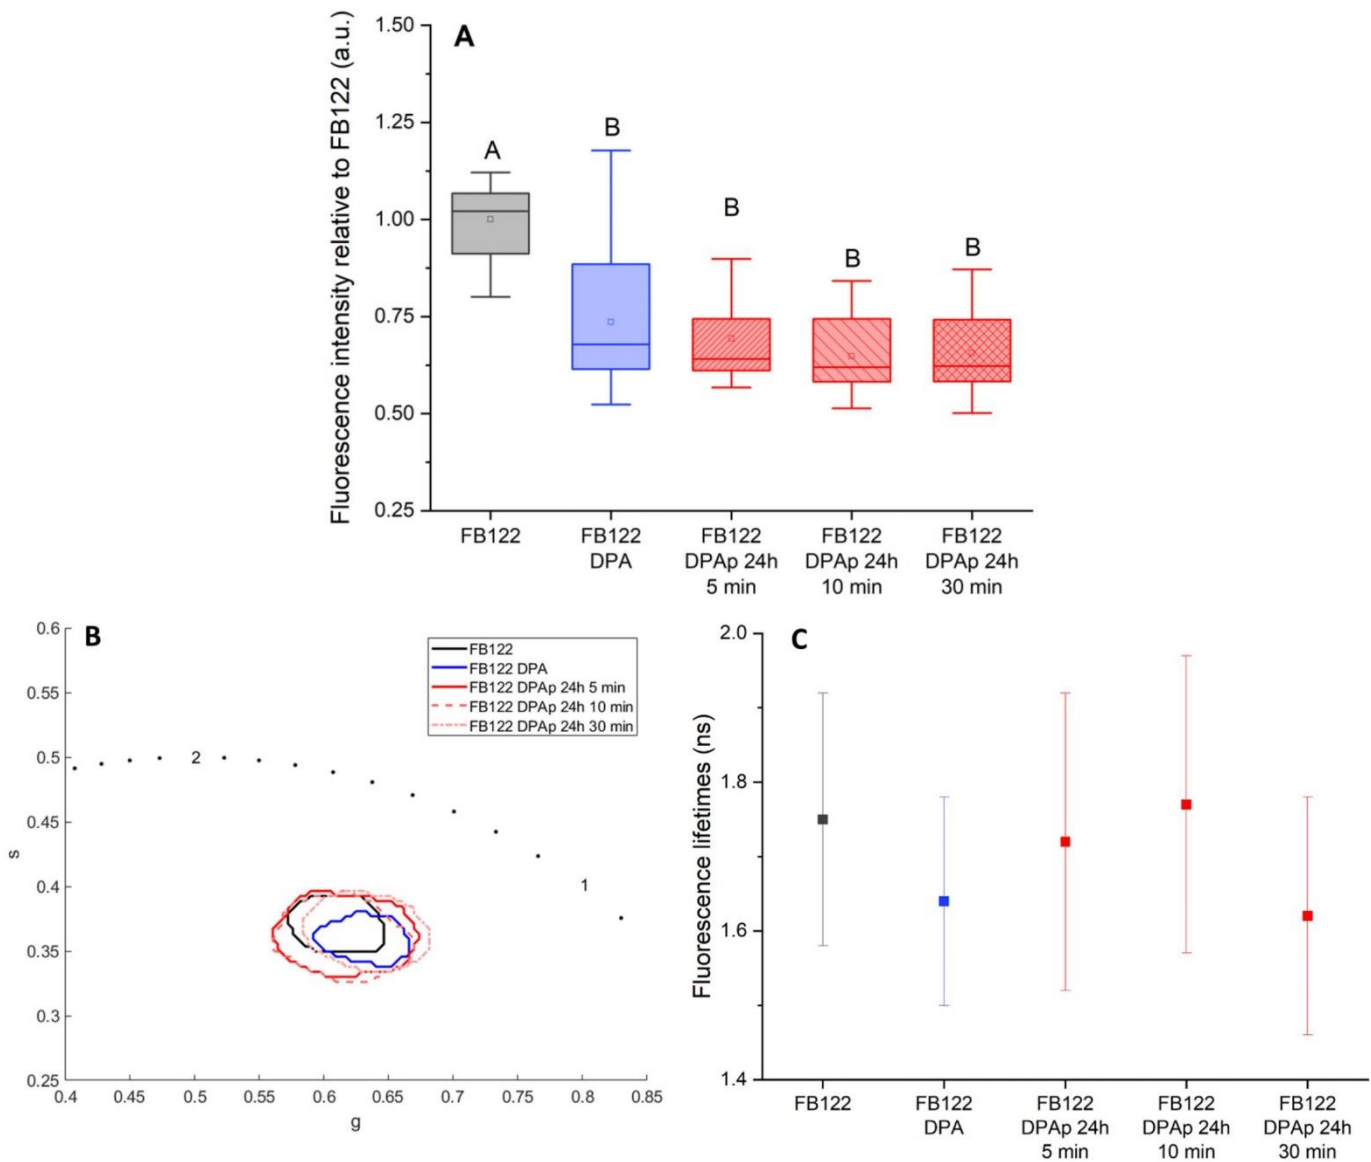 A
Fluorescence intensity relative to FB122 (a.u.)
1.50
1.25
1.00
0.75
0.50
0.25
A
B
B
B
B
FB122
FB122
DPA
FB122
DPAp 24h
5 min
FB122
DPAp 24h
10 min
FB122
DPAp 24h
30 min
B
s
0.6
0.55
0.5
0.45
0.4
0.35
0.3
0.25
2
1
FB122
FB122 DPA
FB122 DPAp 24h 5 min
FB122 DPAp 24h 10 min
FB122 DPAp 24h 30 min
0.4 0.45 0.5 0.55 0.6 0.65 0.7 0.75 0.8 0.85
g
C
Fluorescence lifetimes (ns)
2.0
1.8
1.6
1.4
FB122
FB122
DPA
FB122
DPAp 24h
5 min
FB122
DPAp 24h
10 min
FB122
DPAp 24h
30 min